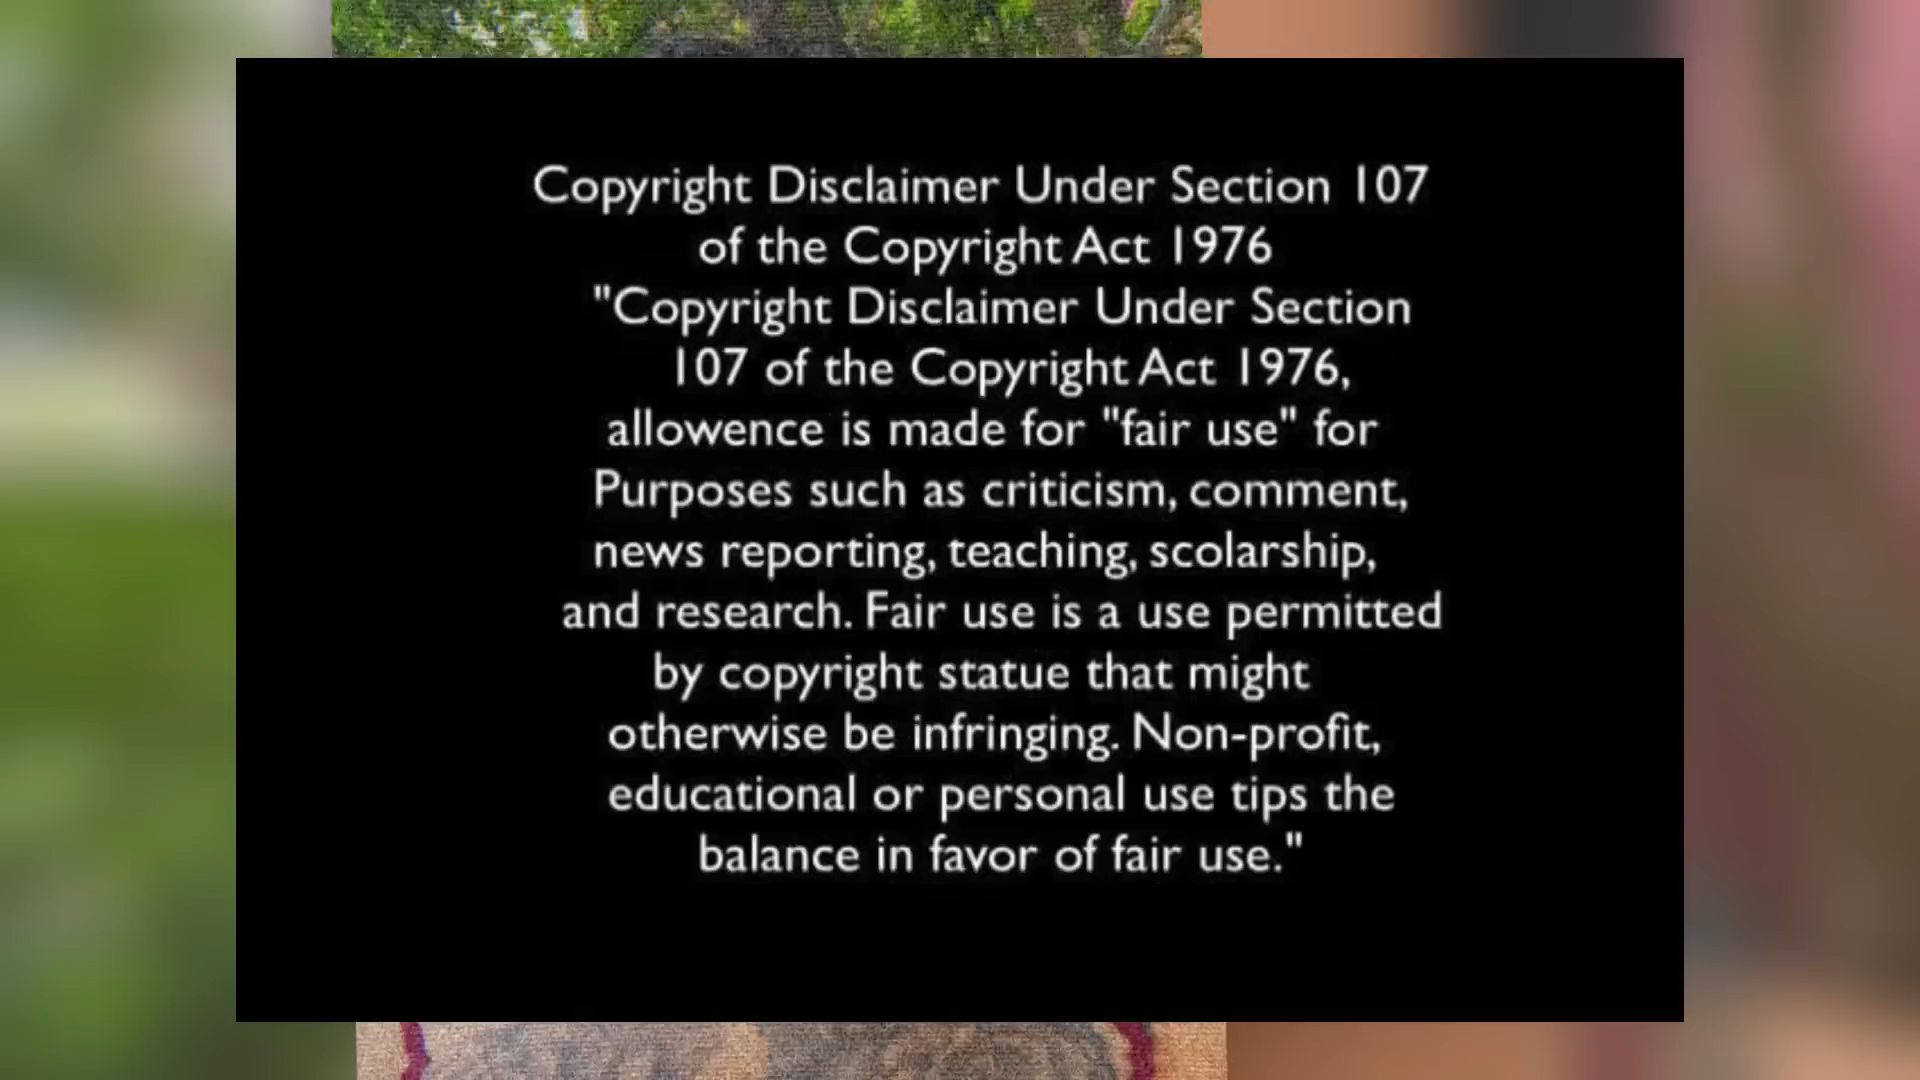 Copyright Disclaimer Under Section 107
of the Copyright Act 1976
"Copyright Disclaimer Under Section
107 of the Copyright Act 1976,
allowence is made for "fair use" for
Purposes such as criticism, comment,
news reporting, teaching, scolarship,
and research. Fair use is a use permitted
by copyright statue that might
otherwise be infringing. Non-profit,
educational or personal use tips the
balance in favor of fair use."